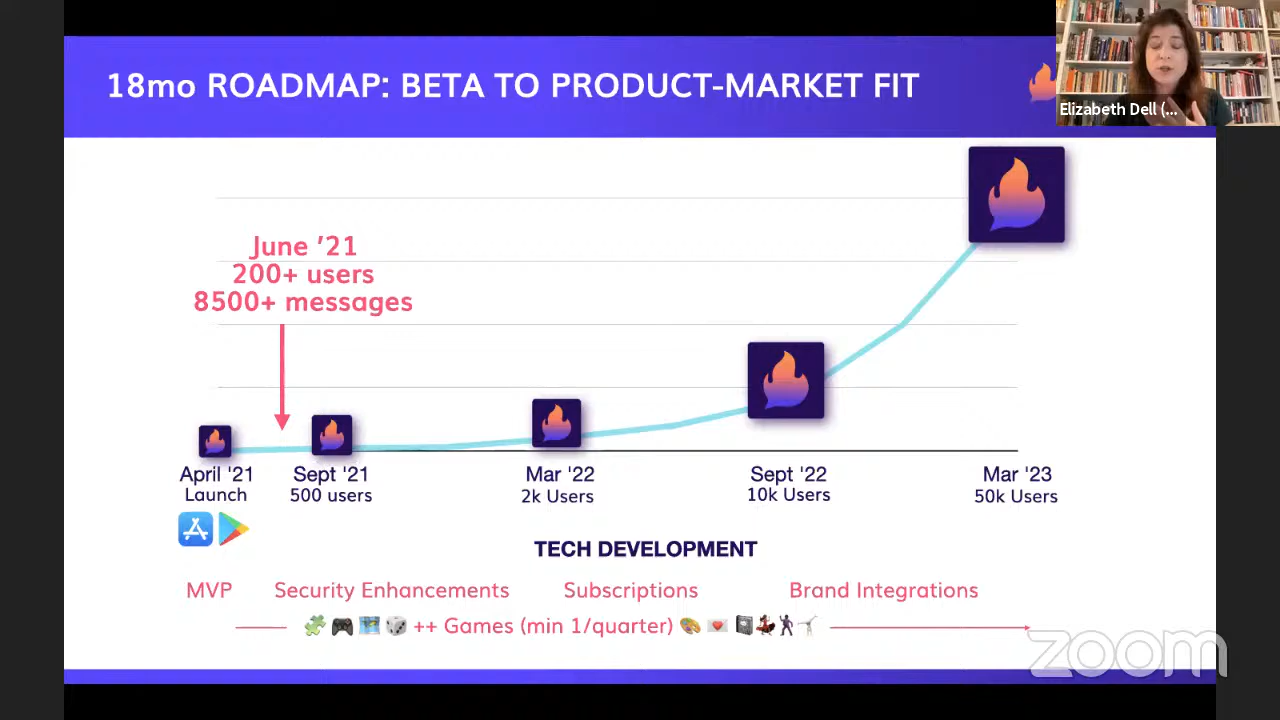 18mo ROADMAP: BETA TO PRODUCT-MARKET FIT
Elizabeth Dell (...
June '21
200+ users
8500+ messages
April '21
Launch
Sept '21
500 users
Mar '22
2k Users
Sept '22
10k Users
Mar '23
50k Users
TECH DEVELOPMENT
MVP
Security Enhancements
Subscriptions
Brand Integrations
++ Games (min 1/quarter)
zoom